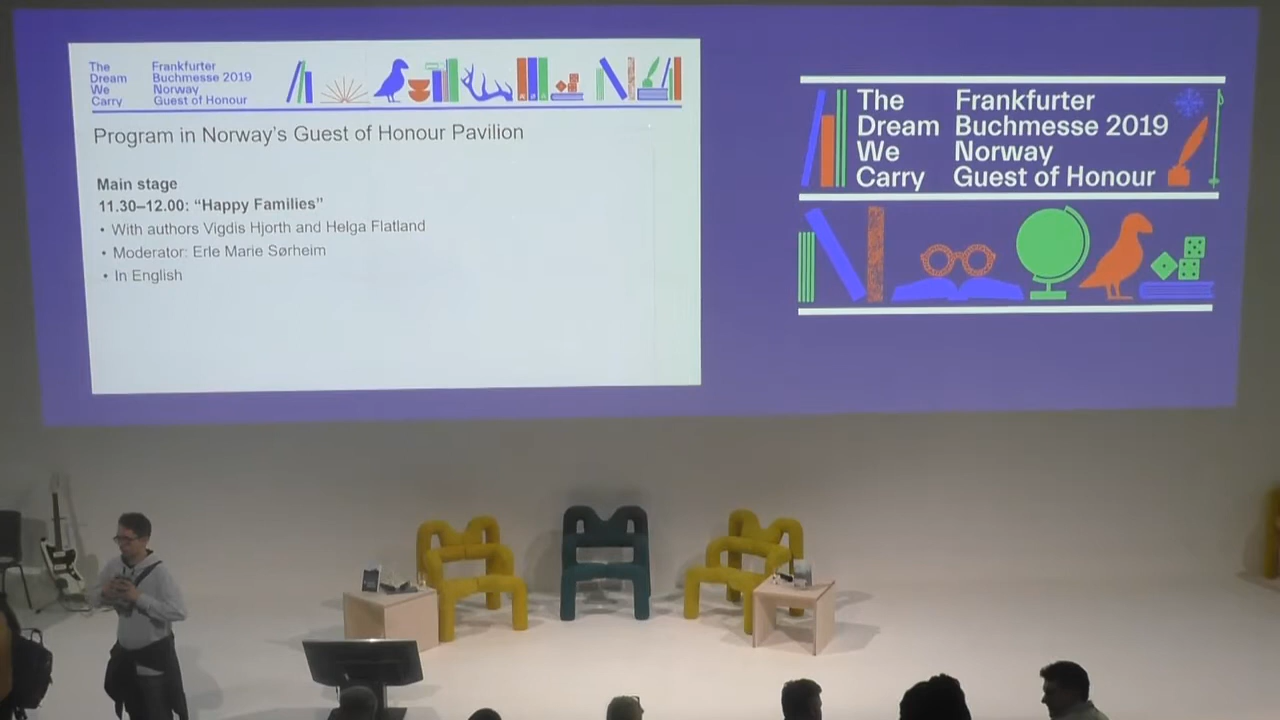 The
Dream
We
Carry
Frankfurter
Buchmesse 2019
Norway
Guest of Honour
Program in Norway's Guest of Honour Pavilion
Main stage
11.30–12.00: “Happy Families”
• With authors Vigdis Hjorth and Helga Flatland
• Moderator: Erle Marie Sørheim
• In English
The
Dream
We
Carry
Frankfurter
Buchmesse 2019
Norway
Guest of Honour